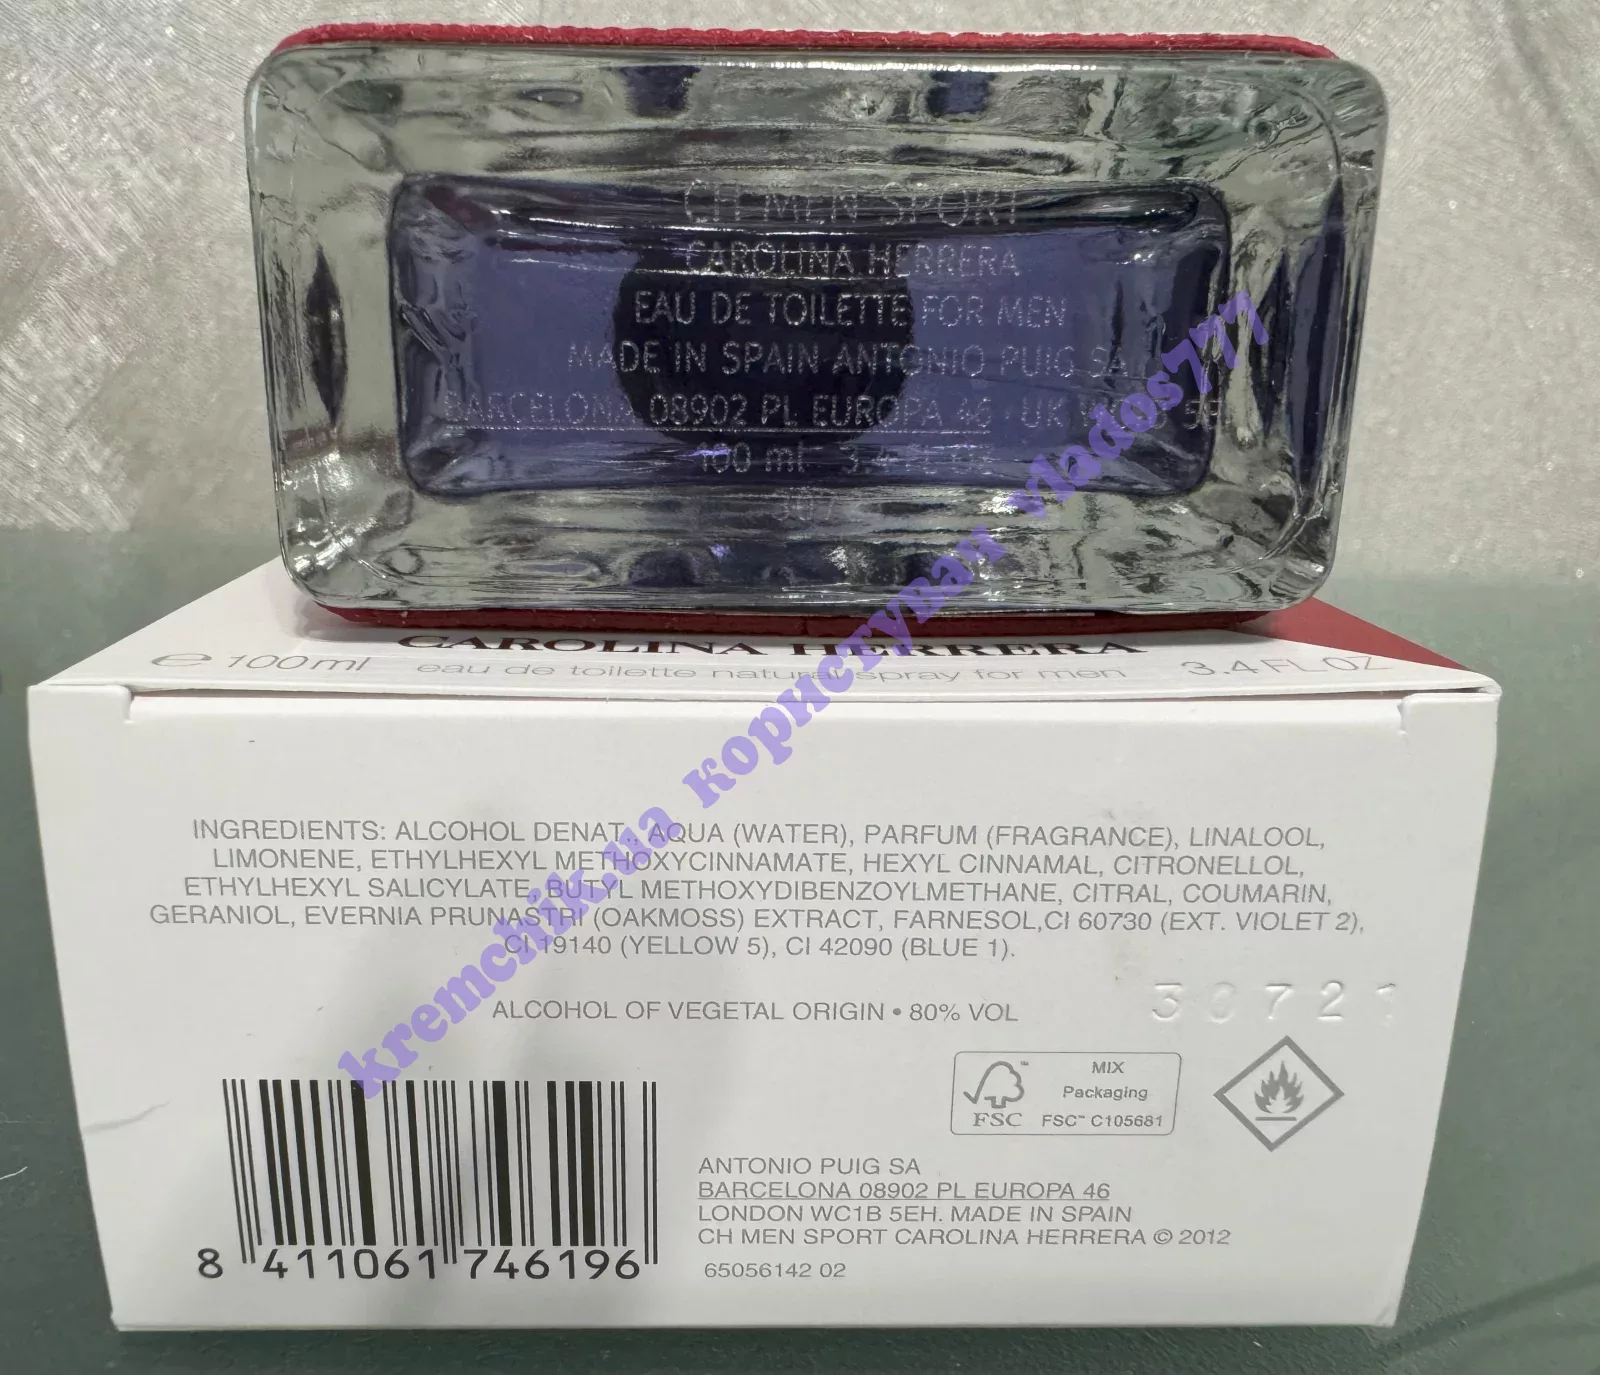 CH MEN SPORT
CAROLINA HERRERA
EAU DE TOILETTE FOR MEN
MADE IN SPAIN ANTONIO PUIG SA
BARCELONA 08902 PL EUROPA 46 · UK
100 ml 3.4
CAROLINA HERRERA
e 100ml eau de toilette natural spray for men 3.4 FL.OZ
INGREDIENTS: ALCOHOL DENAT., AQUA (WATER), PARFUM (FRAGRANCE), LINALOOL,
LIMONENE, ETHYLHEXYL METHOXYCINNAMATE, HEXYL CINNAMAL, CITRONELLOL,
ETHYLHEXYL SALICYLATE, BUTYL METHOXYDIBENZOYLMETHANE, CITRAL, COUMARIN,
GERANIOL, EVERNIA PRUNASTRI (OAKMOSS) EXTRACT, FARNESOL,CI 60730 (EXT. VIOLET 2),
CI 19140 (YELLOW 5), CI 42090 (BLUE 1).
ALCOHOL OF VEGETAL ORIGIN • 80% VOL
30721
MIX
Packaging
FSC FSC™ C105681
ANTONIO PUIG SA
BARCELONA 08902 PL EUROPA 46
LONDON WC1B 5EH. MADE IN SPAIN
CH MEN SPORT CAROLINA HERRERA © 2012
65056142 02
8 411061 746196
kremchik.ua користувач vlados777